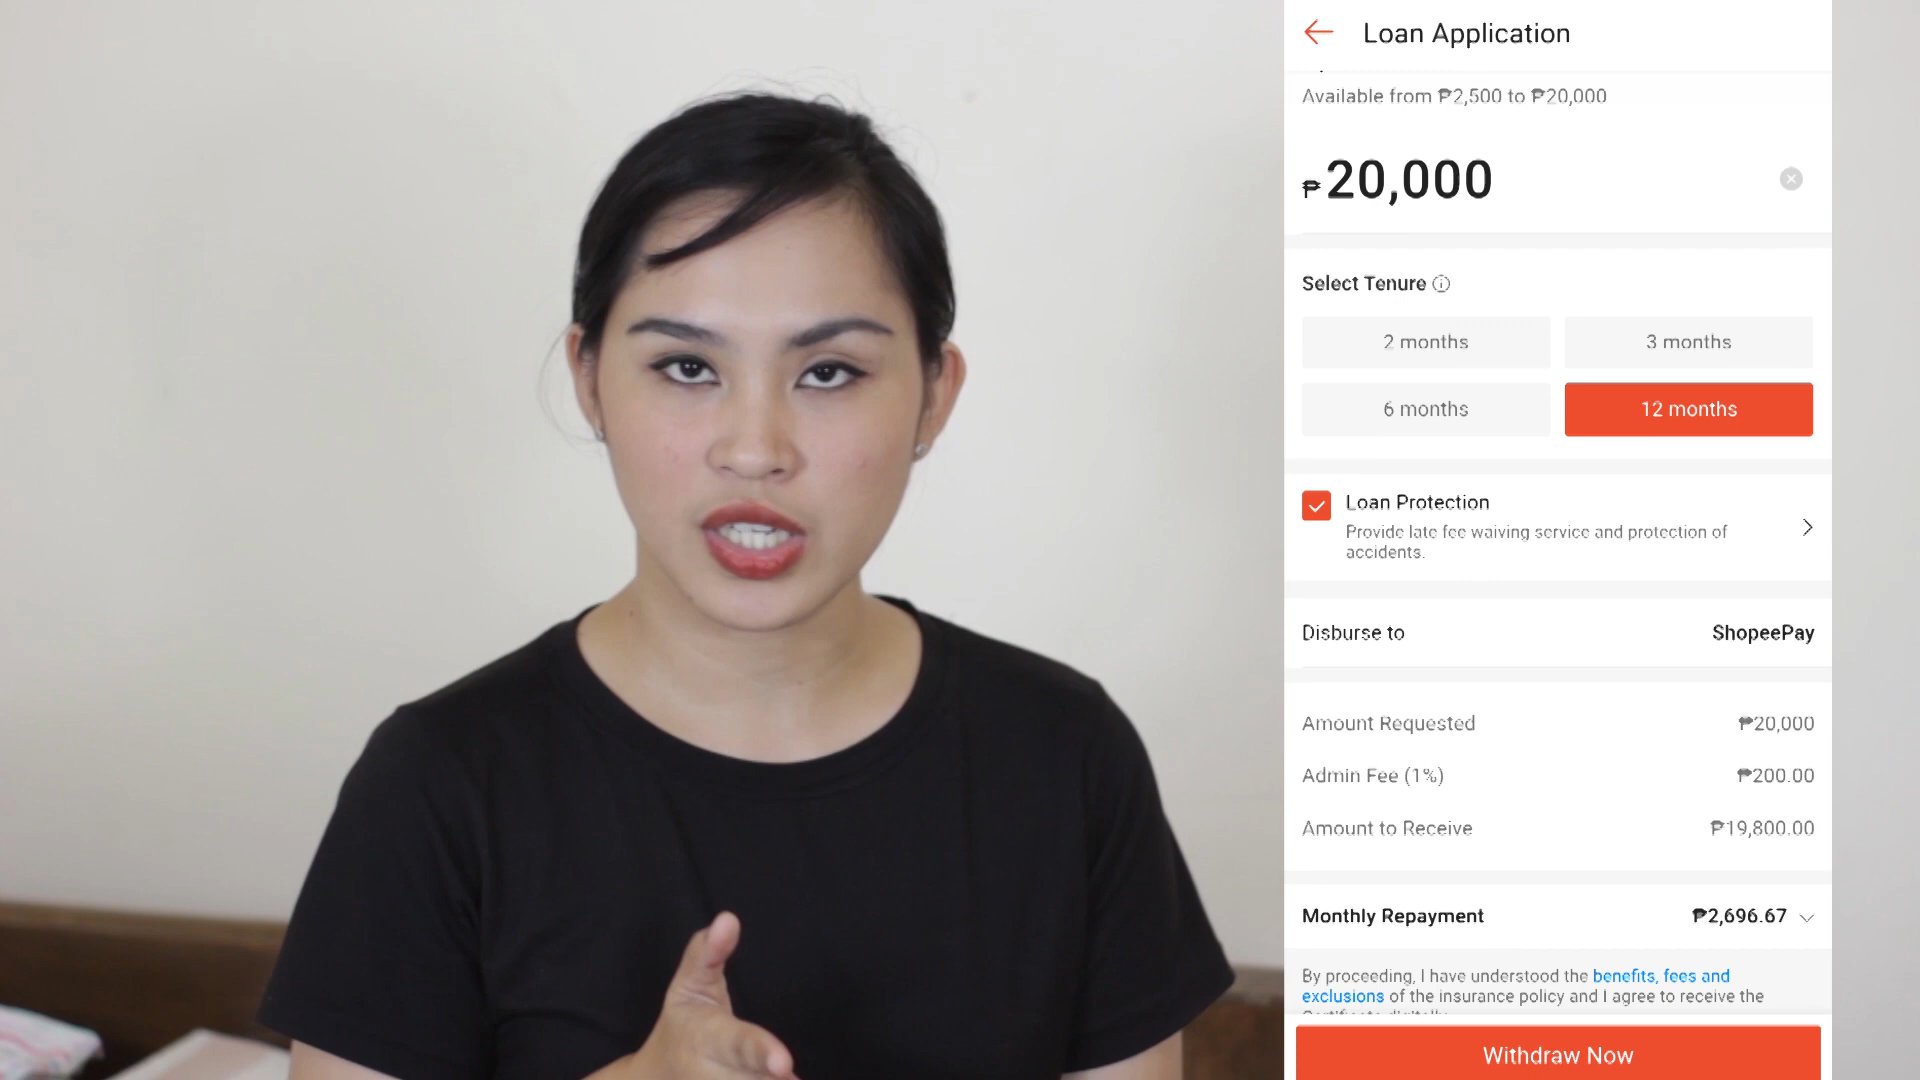 Loan Application
Available from ₱2,500 to ₱20,000
₱20,000
Select Tenure
2 months
3 months
6 months
12 months
Loan Protection
Provide late fee waiving service and protection of
accidents.
Disburse to
ShopeePay
Amount Requested
₱20,000
Admin Fee (1%)
₱200.00
Amount to Receive
₱19,800.00
Monthly Repayment
₱2,696.67
By proceeding, I have understood the benefits, fees and
exclusions of the insurance policy and I agree to receive the
Withdraw Now